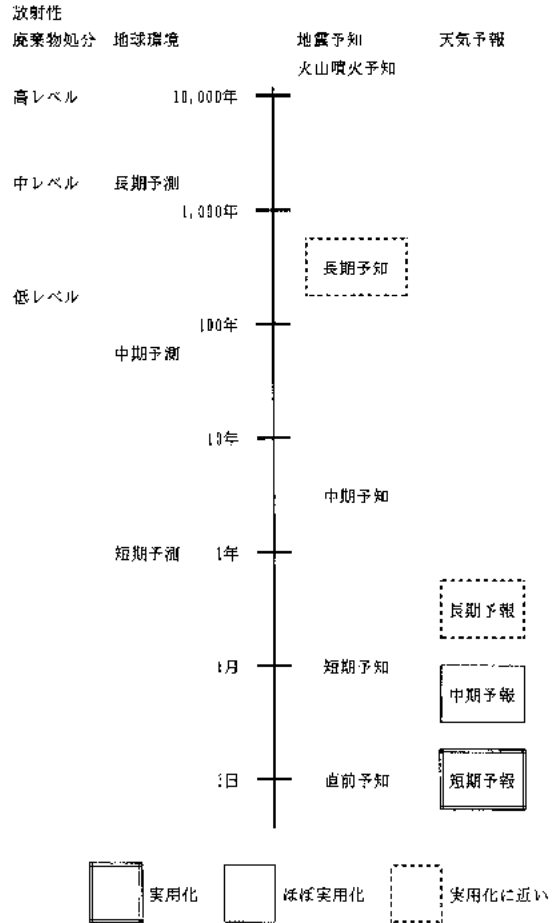 放射性
廃棄物処分 地球環境 地震予知 天気予報
火山噴火予知
高レベル 10,000年
中レベル 長期予測
1,000年
長期予知
低レベル
100年
中期予測
10年
中期予知
短期予測 1年
長期予報
月 短期予知
中期予報
日 直前予知 短期予報
実用化 ほぼ実用化 実用化に近い